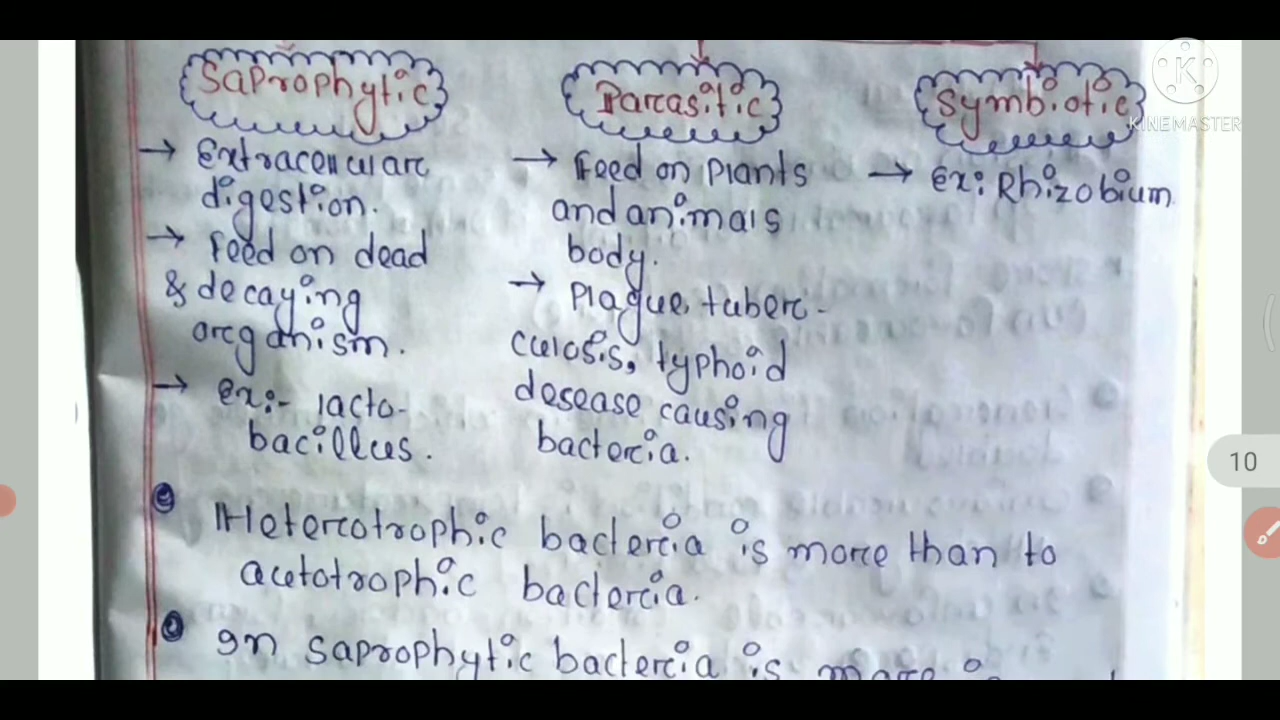 Saprophytic
→ Extracellular
digestion.
→ Feed on dead
& decaying
organism.
→ Ex:- lacto-
bacillus.
Parasitic
→ Feed on Plants
and animals
body.
→ Plague, tuber-
culosis, typhoid
desease causing
bacteria.
Symbiotic
→ Ex: Rhizobium
Heterotrophic bacteria is more than to
autotrophic bacteria.
In saprophytic bacteria is more
K
KINEMASTER
10